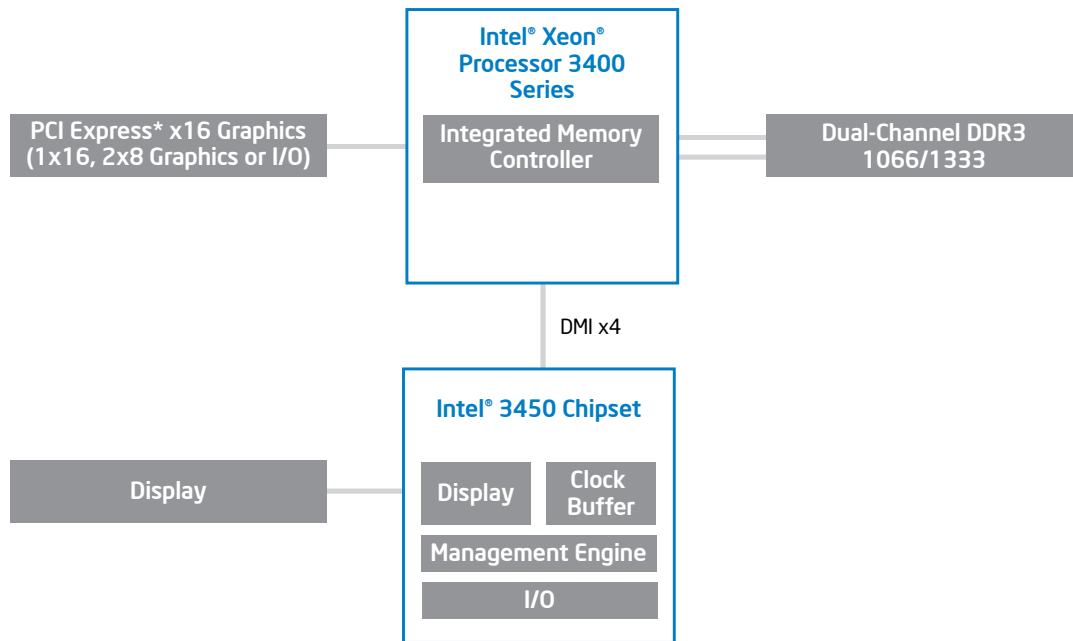 Intel® Xeon®
Processor 3400
Series
PCI Express* x16 Graphics
(1x16, 2x8 Graphics or I/O)
Integrated Memory
Controller
Dual-Channel DDR3
1066/1333
DMI x4
Intel® 3450 Chipset
Display
Display
Clock
Buffer
Management Engine
I/O